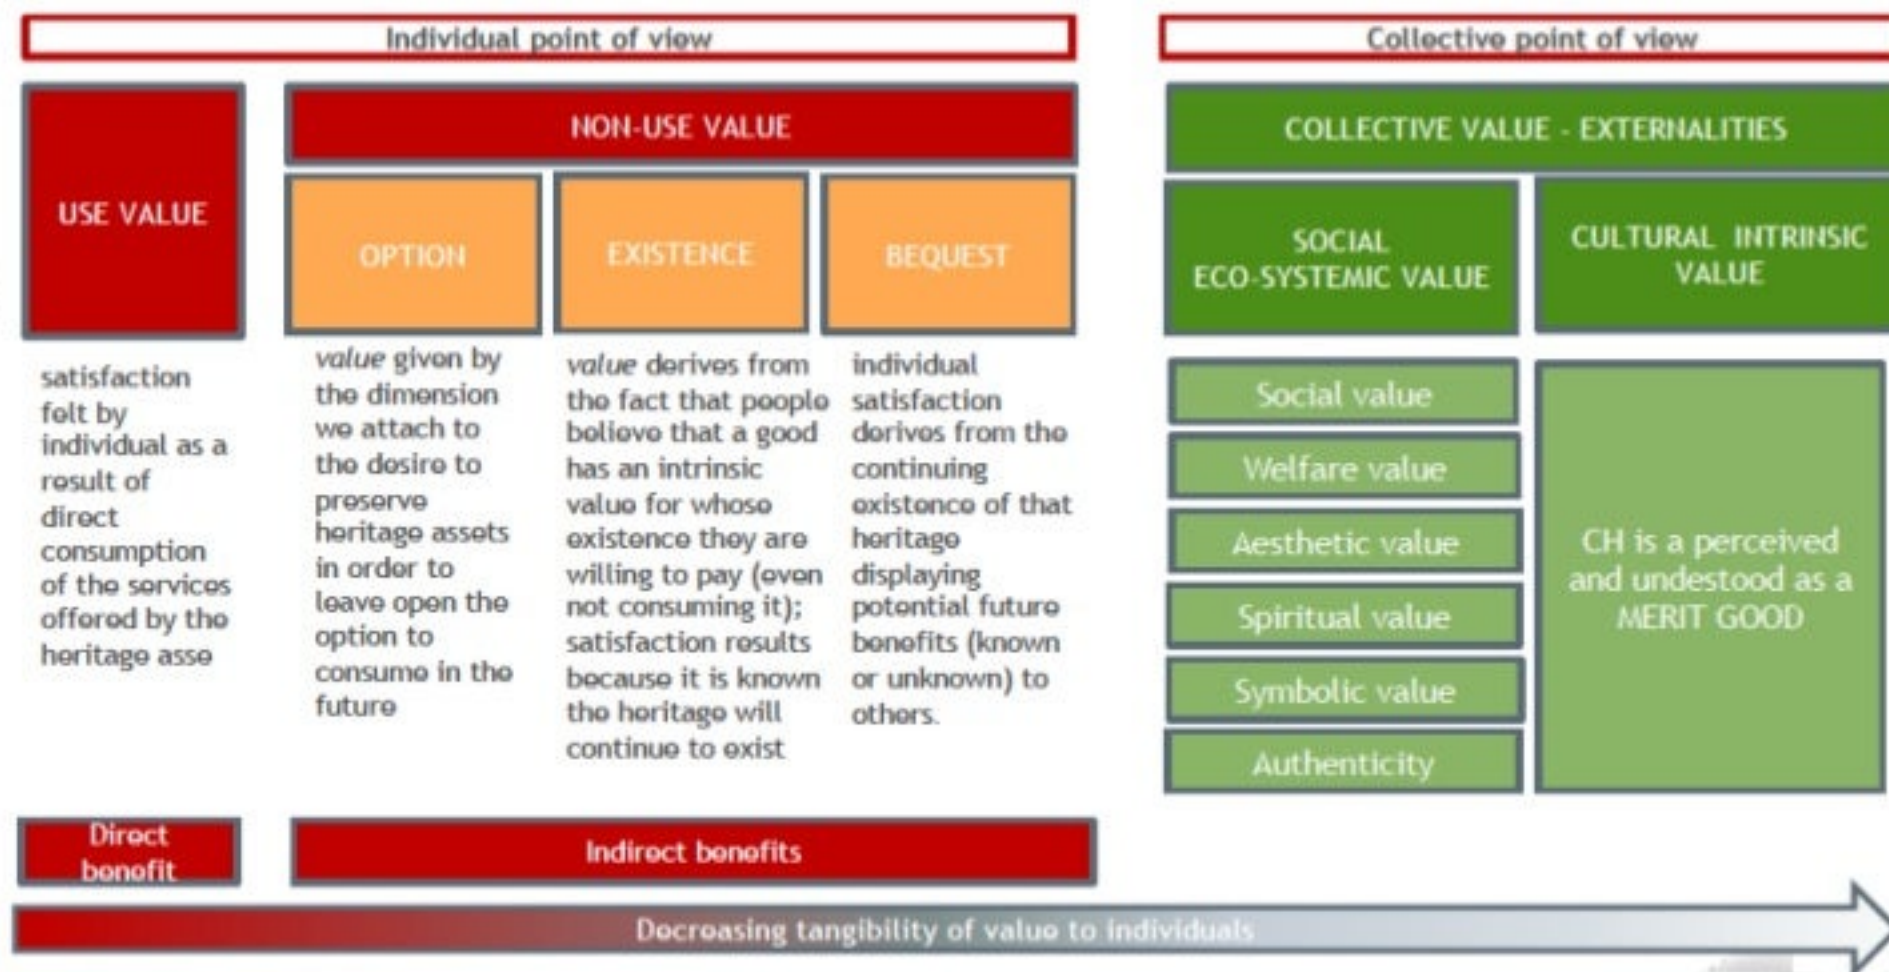 Individual point of view
Collective point of view
USE VALUE
NON-USE VALUE
OPTION
EXISTENCE
BEQUEST
COLLECTIVE VALUE - EXTERNALITIES
SOCIAL
ECO-SYSTEMIC VALUE
CULTURAL INTRINSIC
VALUE
satisfaction
felt by
individual as a
result of
direct
consumption
of the services
offered by the
heritage asse
value given by
the dimension
we attach to
the desire to
preserve
heritage assets
in order to
leave open the
option to
consume in the
future
value derives from
the fact that people
believe that a good
has an intrinsic
value for whose
existence they are
willing to pay (even
not consuming it);
satisfaction results
because it is known
the heritage will
continue to exist
individual
satisfaction
derives from the
continuing
existence of that
heritage
displaying
potential future
benefits (known
or unknown) to
others.
Social value
Welfare value
Aesthetic value
Spiritual value
Symbolic value
Authenticity
CH is a perceived
and undestood as a
MERIT GOOD
Direct
benefit
Indirect benefits
Decreasing tangibility of value to individuals